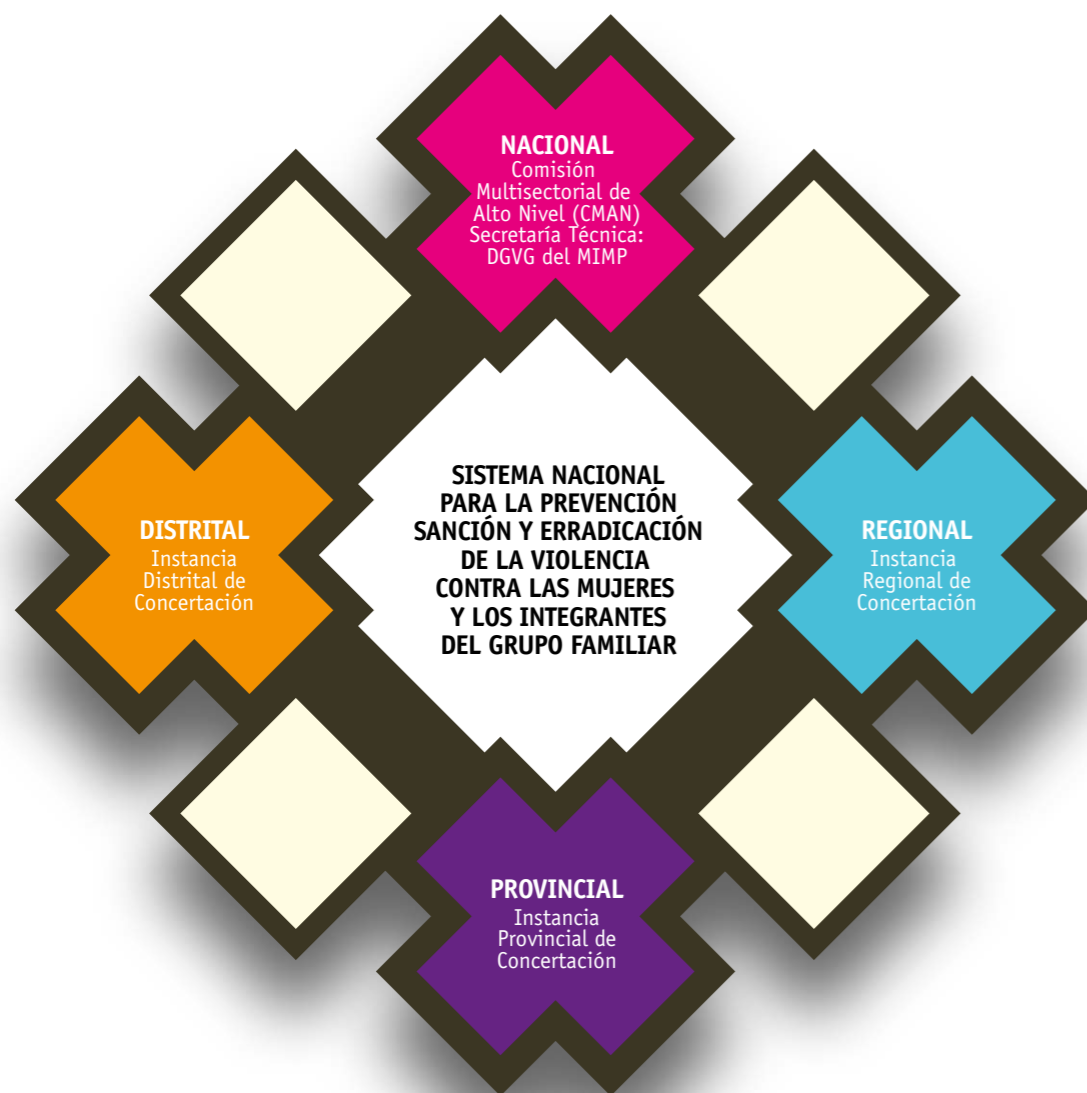 NACIONAL
Comisión
Multisectorial de
Alto Nivel (CMAN)
Secretaría Técnica:
DGVG del MIMP
SISTEMA NACIONAL
PARA LA PREVENCIÓN
SANCIÓN Y ERRADICACIÓN
DE LA VIOLENCIA
CONTRA LAS MUJERES
Y LOS INTEGRANTES
DEL GRUPO FAMILIAR
DISTRITAL
Instancia
Distrital de
Concertación
REGIONAL
Instancia
Regional de
Concertación
PROVINCIAL
Instancia
Provincial de
Concertación